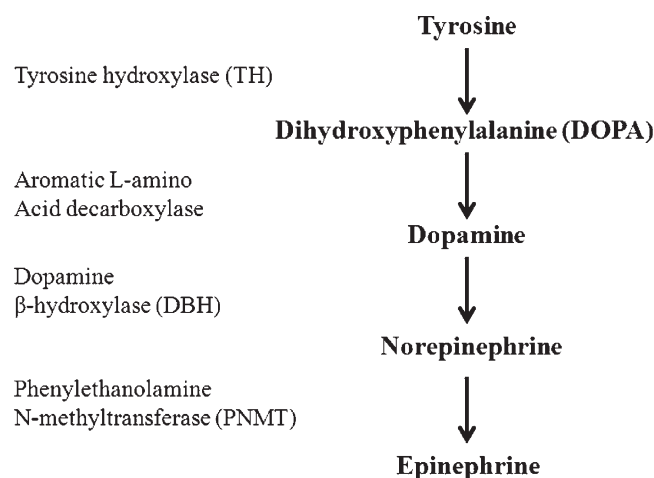 Tyrosine
Tyrosine hydroxylase (TH)
Dihydroxyphenylalanine (DOPA)
Aromatic L-amino
Acid decarboxylase
Dopamine
Dopamine
β-hydroxylase (DBH)
Norepinephrine
Phenylethanolamine
N-methyltransferase (PNMT)
Epinephrine